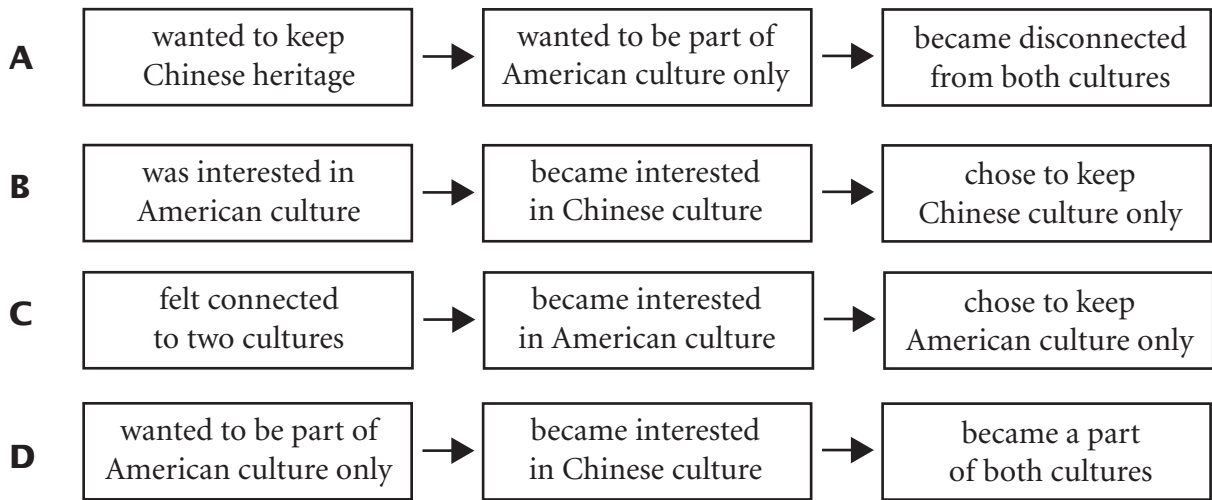 A
wanted to keep
Chinese heritage
wanted to be part of
American culture only
became disconnected
from both cultures
B
was interested in
American culture
became interested
in Chinese culture
chose to keep
Chinese culture only
C
felt connected
to two cultures
became interested
in American culture
chose to keep
American culture only
D
wanted to be part of
American culture only
became interested
in Chinese culture
became a part
of both cultures